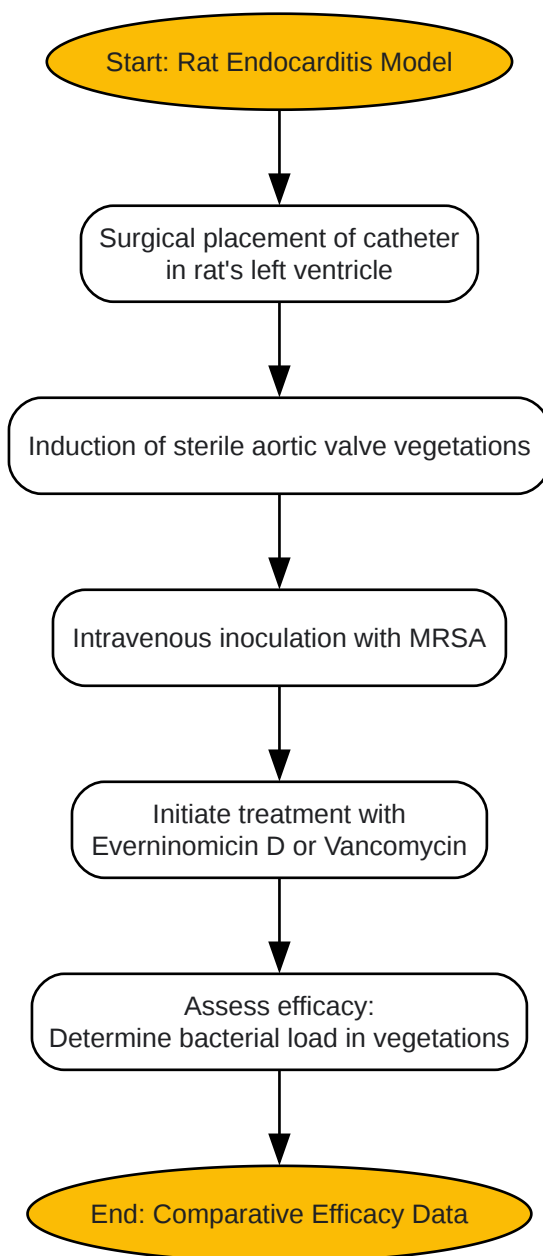 Start: Rat Endocarditis Model
Surgical placement of catheter
in rat's left ventricle
Induction of sterile aortic valve vegetations
Intravenous inoculation with MRSA
Initiate treatment with
Everninomicin D or Vancomycin
Assess efficacy:
Determine bacterial load in vegetations
End: Comparative Efficacy Data